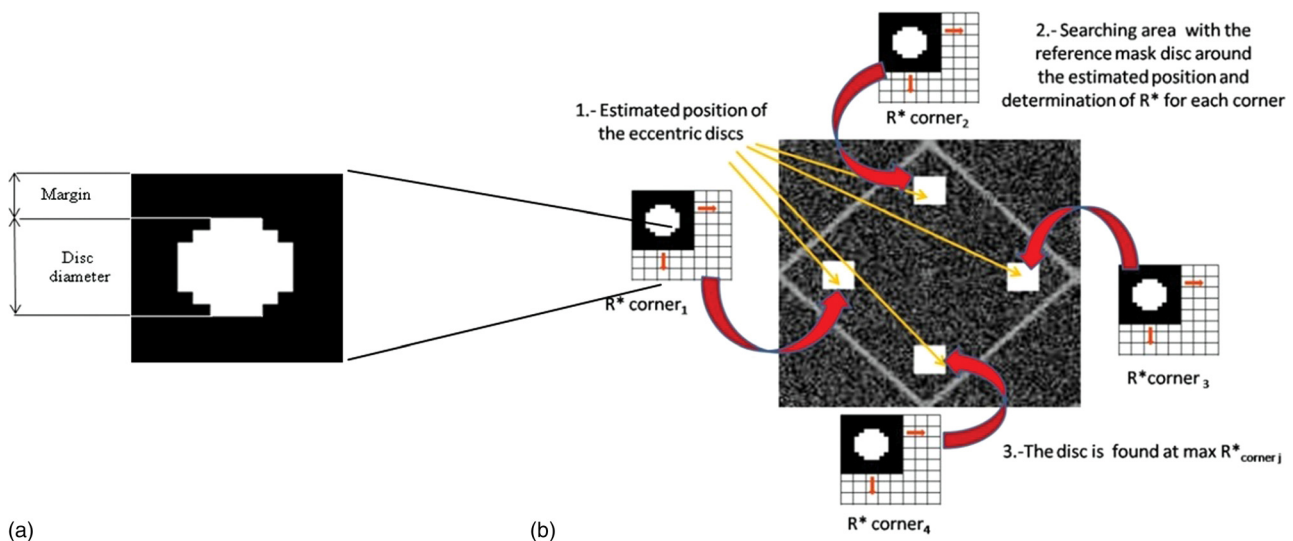 Margin
Disc
diameter
(a)
1.- Estimated position of
the eccentric discs
2.- Searching area with the
reference mask disc around
the estimated position and
determination of R* for each
corner
R* corner₂
R* corner₁
R*corner ₃
R* corner₄
3.-The disc is found at max R*corner j
(b)